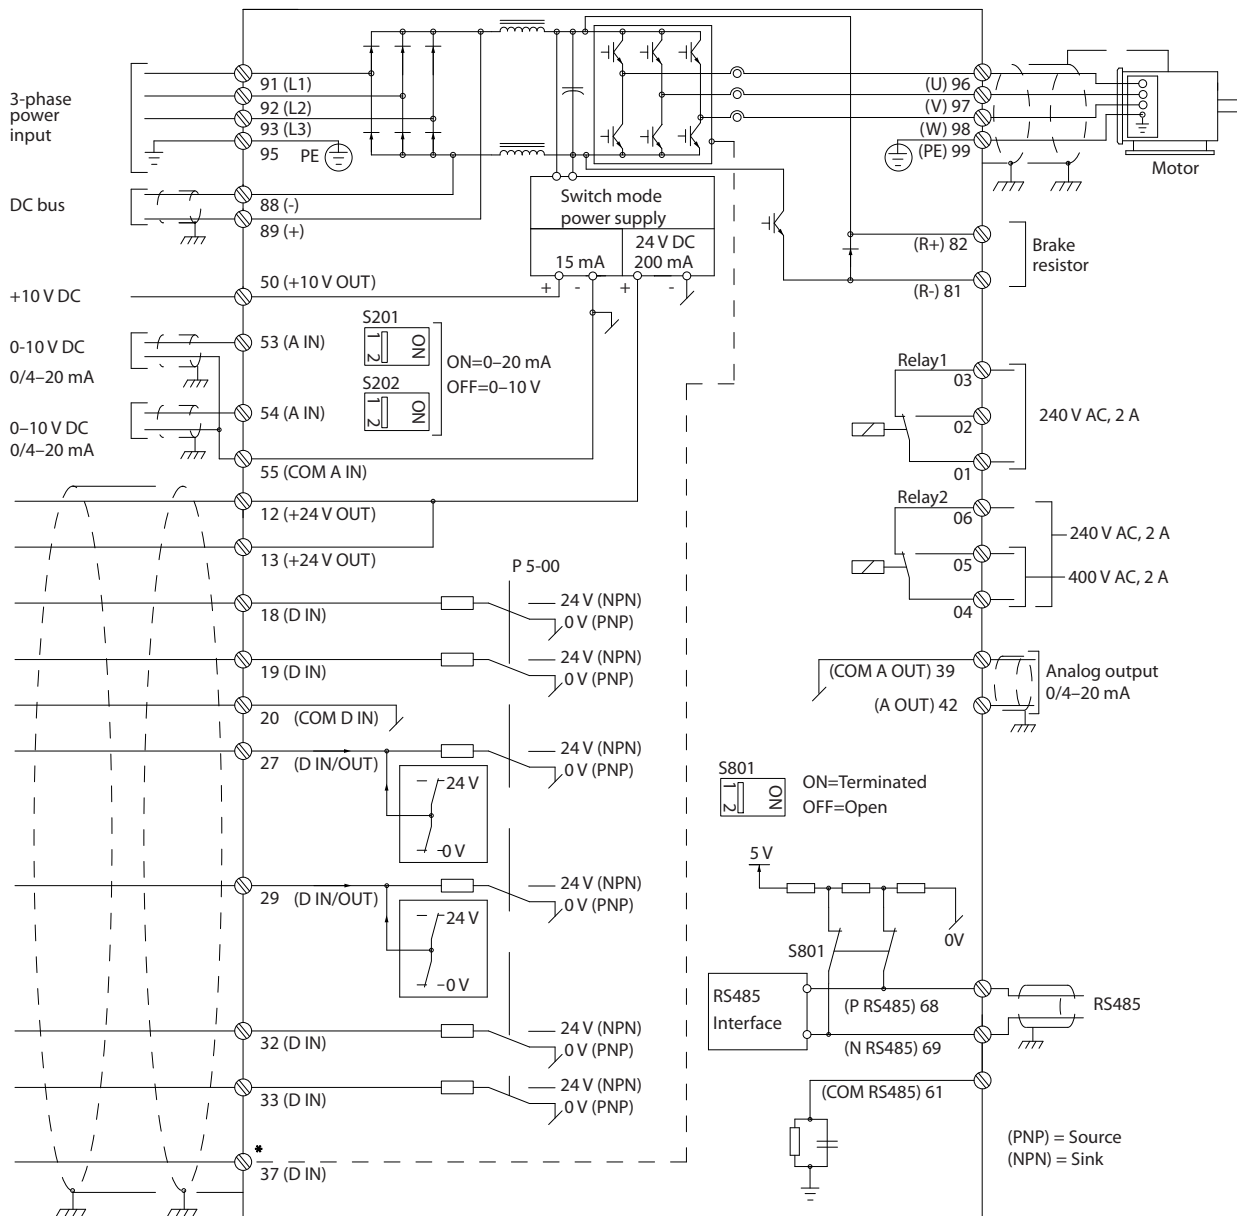 3-phase
power
input
91 (L1)
92 (L2)
93 (L3)
95 PE
DC bus
88 (-)
89 (+)
+10 V DC
50 (+10 V OUT)
0-10 V DC
0/4–20 mA
53 (A IN)
0–10 V DC
0/4–20 mA
54 (A IN)
55 (COM A IN)
12 (+24 V OUT)
13 (+24 V OUT)
18 (D IN)
19 (D IN)
20 (COM D IN)
27 (D IN/OUT)
24 V
0 V
29 (D IN/OUT)
24 V
0 V
32 (D IN)
33 (D IN)
*
37 (D IN)
S201
1 2 ON
S202
1 2 ON
ON=0–20 mA
OFF=0–10 V
P 5-00
24 V (NPN)
0 V (PNP)
24 V (NPN)
0 V (PNP)
24 V (NPN)
0 V (PNP)
24 V (NPN)
0 V (PNP)
24 V (NPN)
0 V (PNP)
24 V (NPN)
0 V (PNP)
Switch mode
power supply
15 mA
24 V DC
200 mA
+ - + -
(U) 96
(V) 97
(W) 98
(PE) 99
Motor
(R+) 82
(R-) 81
Brake
resistor
Relay1
03
02
01
240 V AC, 2 A
Relay2
06
05
04
240 V AC, 2 A
400 V AC, 2 A
(COM A OUT) 39
(A OUT) 42
Analog output
0/4–20 mA
S801
1 2 ON
ON=Terminated
OFF=Open
5 V
0V
S801
RS485
Interface
(P RS485) 68
(N RS485) 69
RS485
(COM RS485) 61
(PNP) = Source
(NPN) = Sink